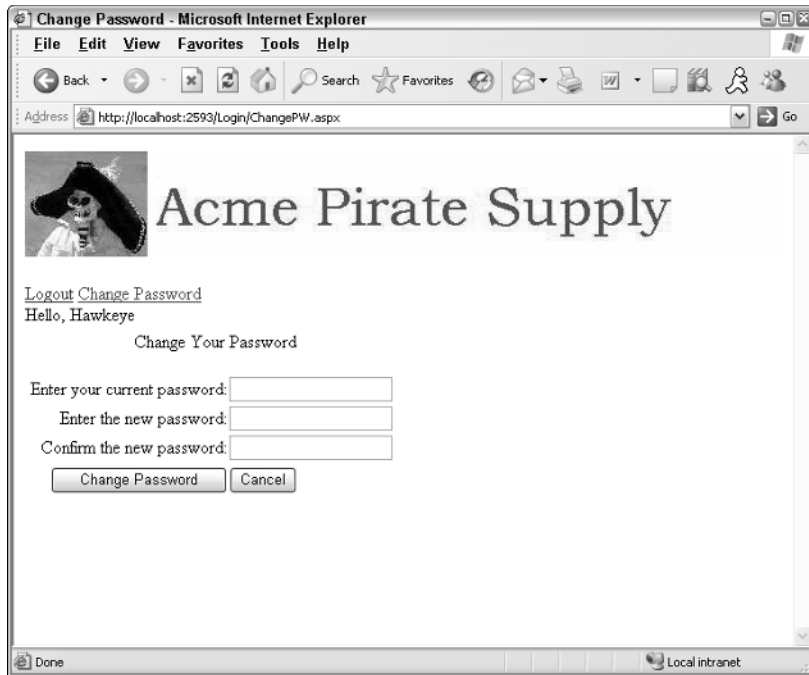 Change Password - Microsoft Internet Explorer
File Edit View Favorites Tools Help
Back Search Favorites W
Address http://localhost:2593/Login/ChangePW.aspx Go
Acme Pirate Supply
Logout Change Password
Hello, Hawkeye
Change Your Password
Enter your current password:
Enter the new password:
Confirm the new password:
Change Password Cancel
Done Local intranet